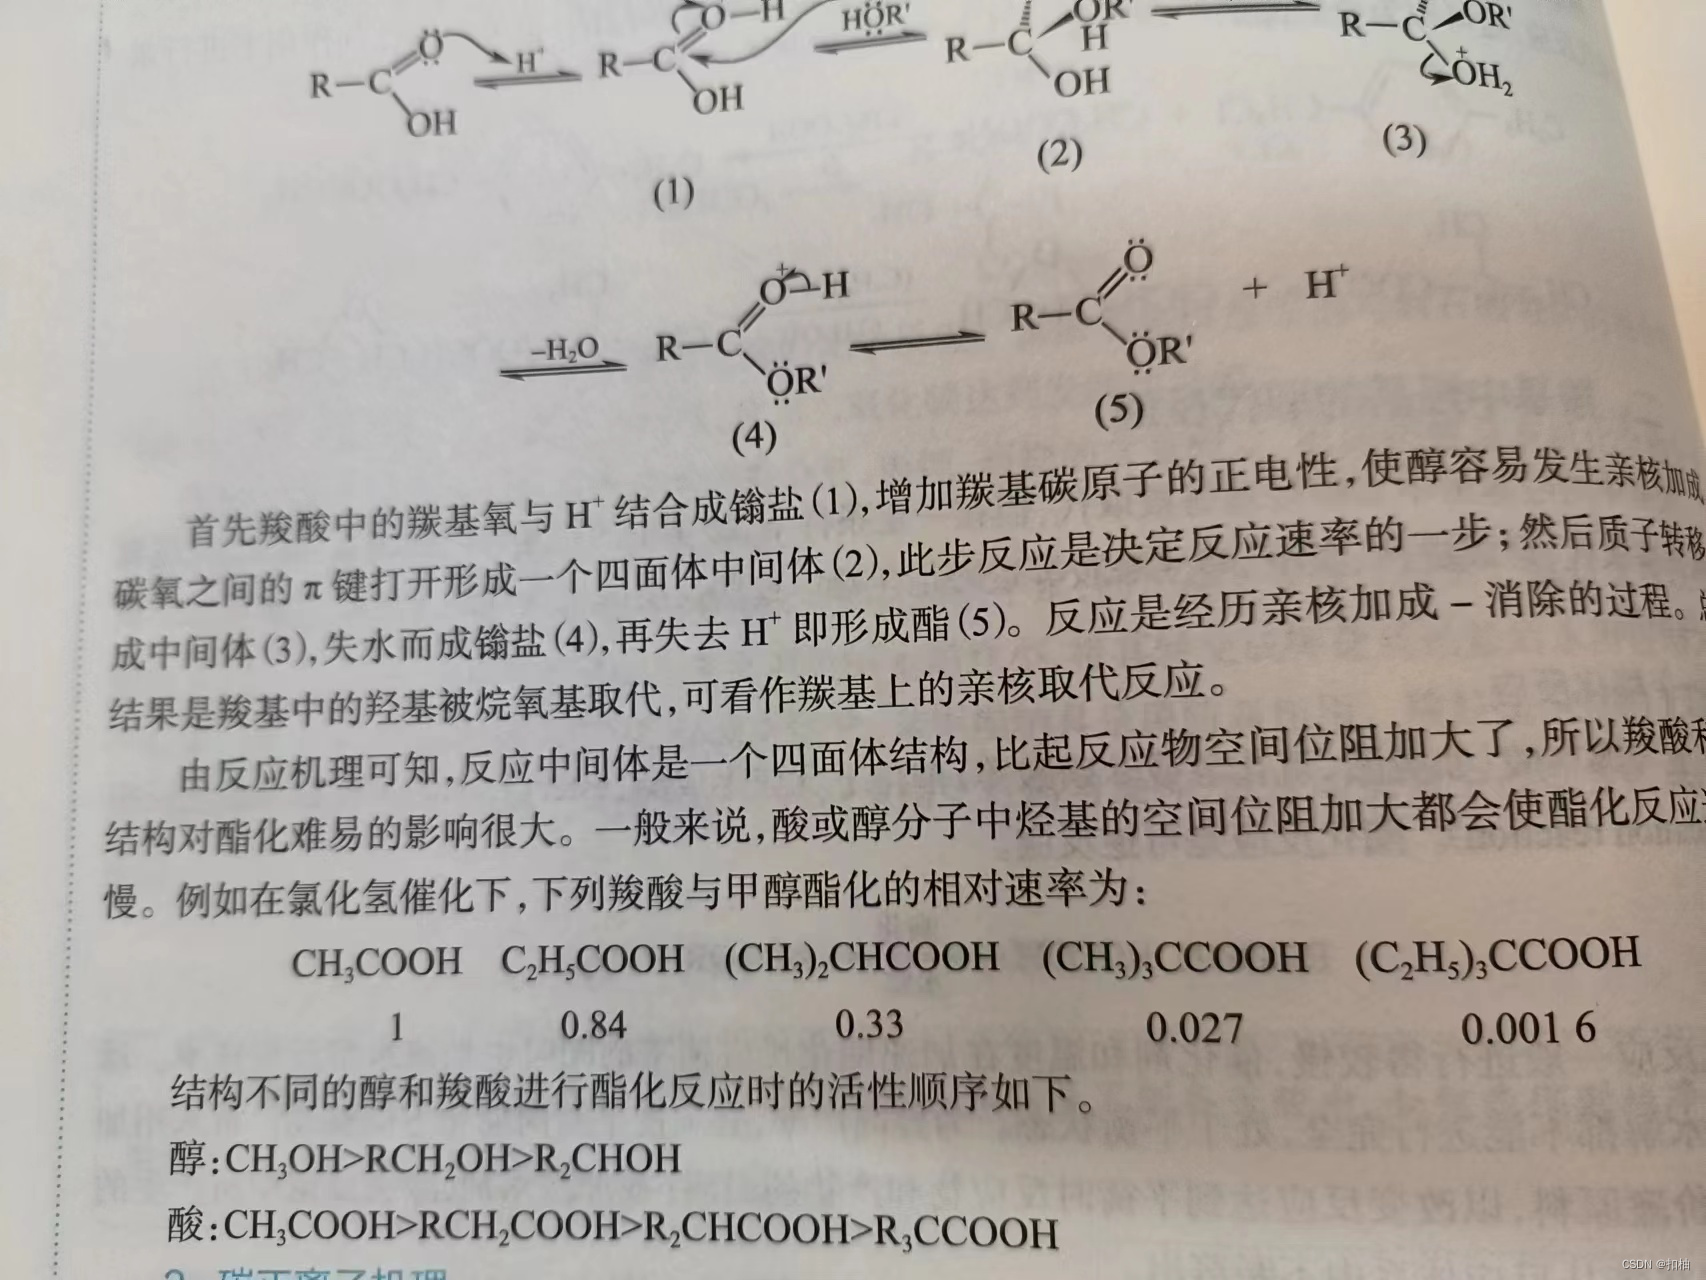 R—C O: OH H⁺ R—C O—H OH HÖR' R—C OR' H OH R—C OR' ÖH₂
(1) (2) (3)
-H₂O R—C O⁺—H ÖR' R—C Ö ÖR' + H⁺
(4) (5)
首先羧酸中的羰基氧与 H⁺ 结合成𬭩盐(1),增加羰基碳原子的正电性,使醇容易发生亲核加成,
碳氧之间的 π 键打开形成一个四面体中间体(2),此步反应是决定反应速率的一步;然后质子转移
成中间体(3),失水而成𬭩盐(4),再失去 H⁺ 即形成酯(5)。反应是经历亲核加成 – 消除的过程。
结果是羧基中的羟基被烷氧基取代,可看作羰基上的亲核取代反应。
由反应机理可知,反应中间体是一个四面体结构,比起反应物空间位阻加大了,所以羧酸和
结构对酯化难易的影响很大。一般来说,酸或醇分子中烃基的空间位阻加大都会使酯化反应
慢。例如在氯化氢催化下,下列羧酸与甲醇酯化的相对速率为:
CH₃COOH C₂H₅COOH (CH₃)₂CHCOOH (CH₃)₃CCOOH (C₂H₅)₃CCOOH
1 0.84 0.33 0.027 0.001 6
结构不同的醇和羧酸进行酯化反应时的活性顺序如下。
醇:CH₃OH>RCH₂OH>R₂CHOH
酸:CH₃COOH>RCH₂COOH>R₂CHCOOH>R₃CCOOH
碳正离子机理
CSDN @扣柚